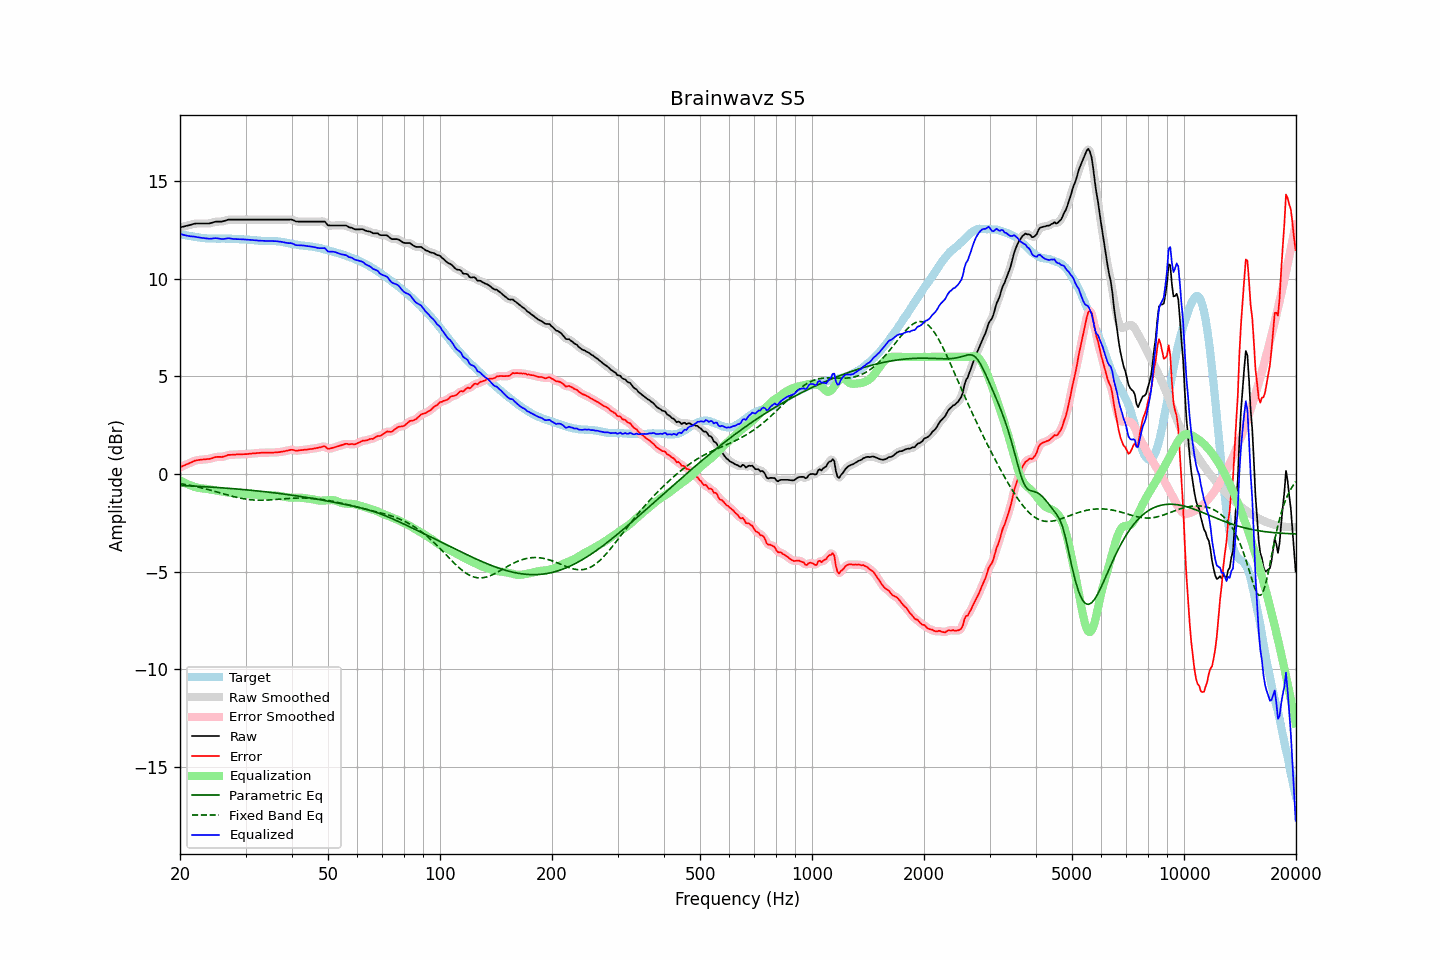 Brainwavz S5
Amplitude (dBr)
15
10
5
0
−5
−10
−15
Target
Raw Smoothed
Error Smoothed
Raw
Error
Equalization
Parametric Eq
Fixed Band Eq
Equalized
20 50 100 200 500 1000 2000 5000 10000 20000
Frequency (Hz)